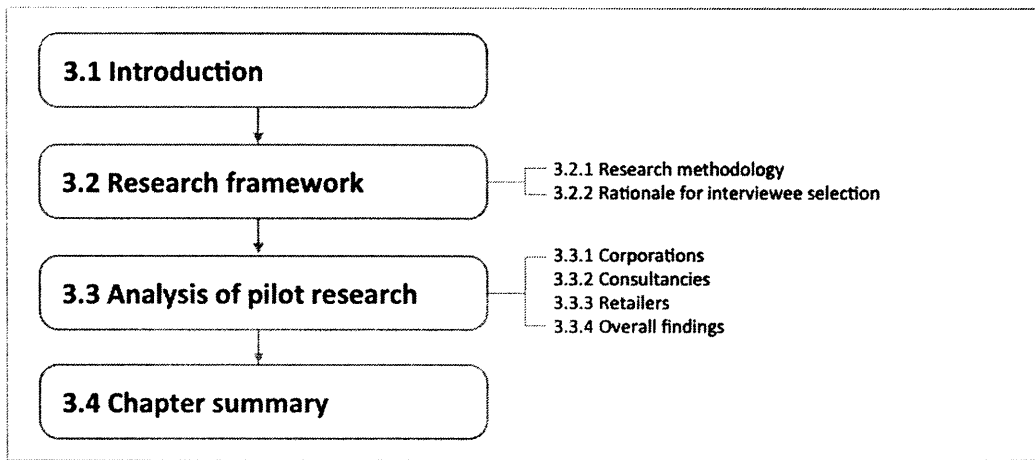 3.1 Introduction
3.2 Research framework
3.2.1 Research methodology
3.2.2 Rationale for interviewee selection
3.3 Analysis of pilot research
3.3.1 Corporations
3.3.2 Consultancies
3.3.3 Retailers
3.3.4 Overall findings
3.4 Chapter summary